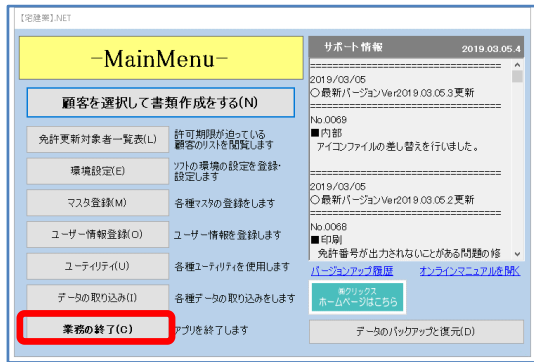 【宅建業】.NET
-MainMenu-
顧客を選択して書類作成をする(N)
免許更新対象者一覧表(L)
許可期限が迫っている
顧客のリストを閲覧します
環境設定(E)
ソフトの環境の設定を登録・
設定します
マスタ登録(M)
各種マスタの登録をします
ユーザー情報登録(O)
ユーザー情報を登録します
ユーティリティ(U)
各種ユーティリティを使用します
データの取り込み(I)
各種データの取り込みをします
業務の終了(C)
アプリを終了します
サポート情報
2019.03.05.4
==================================
2019/03/05
○最新バージョンVer2019.03.05.3更新
==================================
No.0069
■内部
アイコンファイルの差し替えを行いました。
==================================
2019/03/05
○最新バージョンVer2019.03.05.2更新
==================================
No.0068
■印刷
免許番号が出力されないことがある問題の修
バージョンアップ履歴
オンラインマニュアルを開く
㈱クリックス
ホームページはこちら
データのバックアップと復元(D)